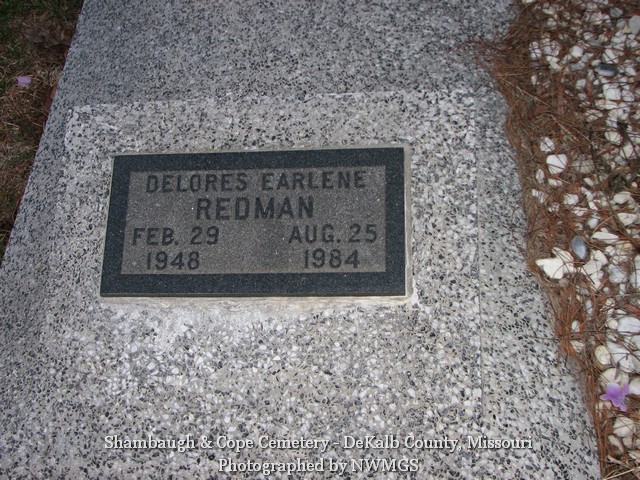 DELORES EARLENE
REDMAN
FEB. 29 AUG. 25
1948 1984
Shambaugh & Cope Cemetery - DeKalb County, Missouri
Photographed by NWMGS